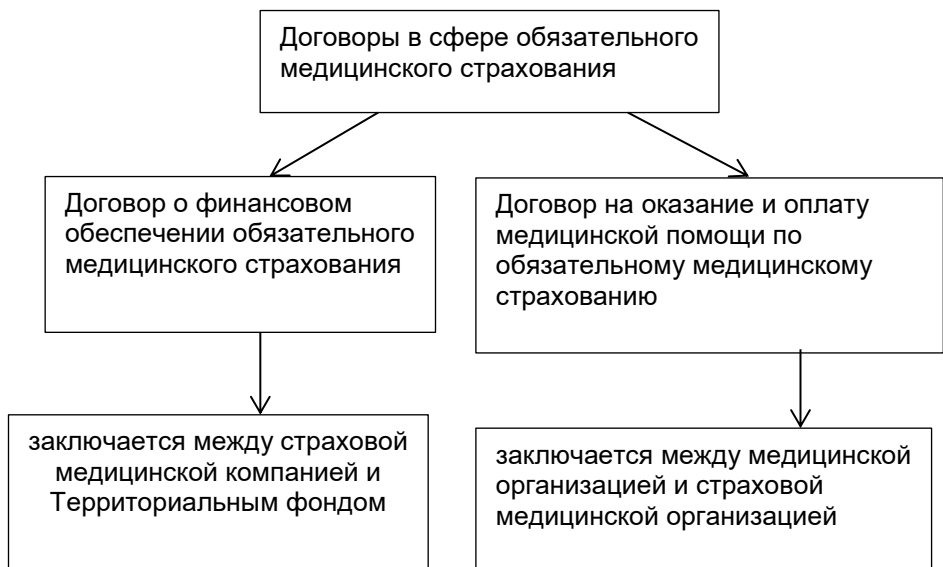 Договоры в сфере обязательного
медицинского страхования
Договор о финансовом
обеспечении обязательного
медицинского страхования
Договор на оказание и оплату
медицинской помощи по
обязательному медицинскому
страхованию
заключается между страховой
медицинской компанией и
Территориальным фондом
заключается между медицинской
организацией и страховой
медицинской организацией